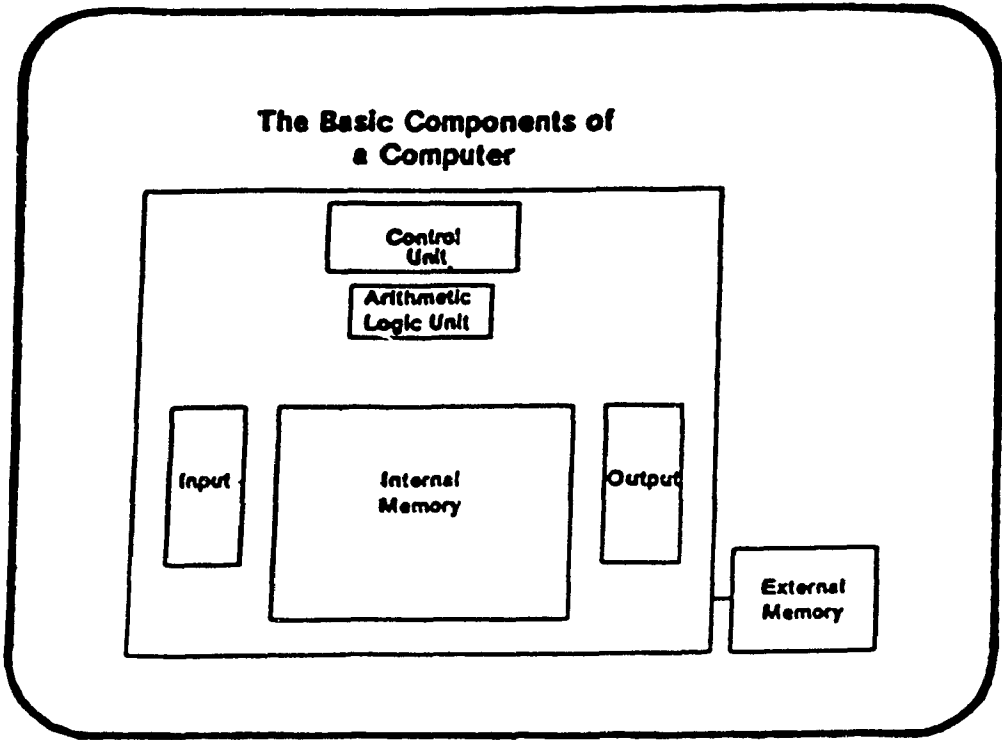 The Basic Components of
a Computer
Control
Unit
Arithmetic
Logic Unit
Input
Internal
Memory
Output
External
Memory